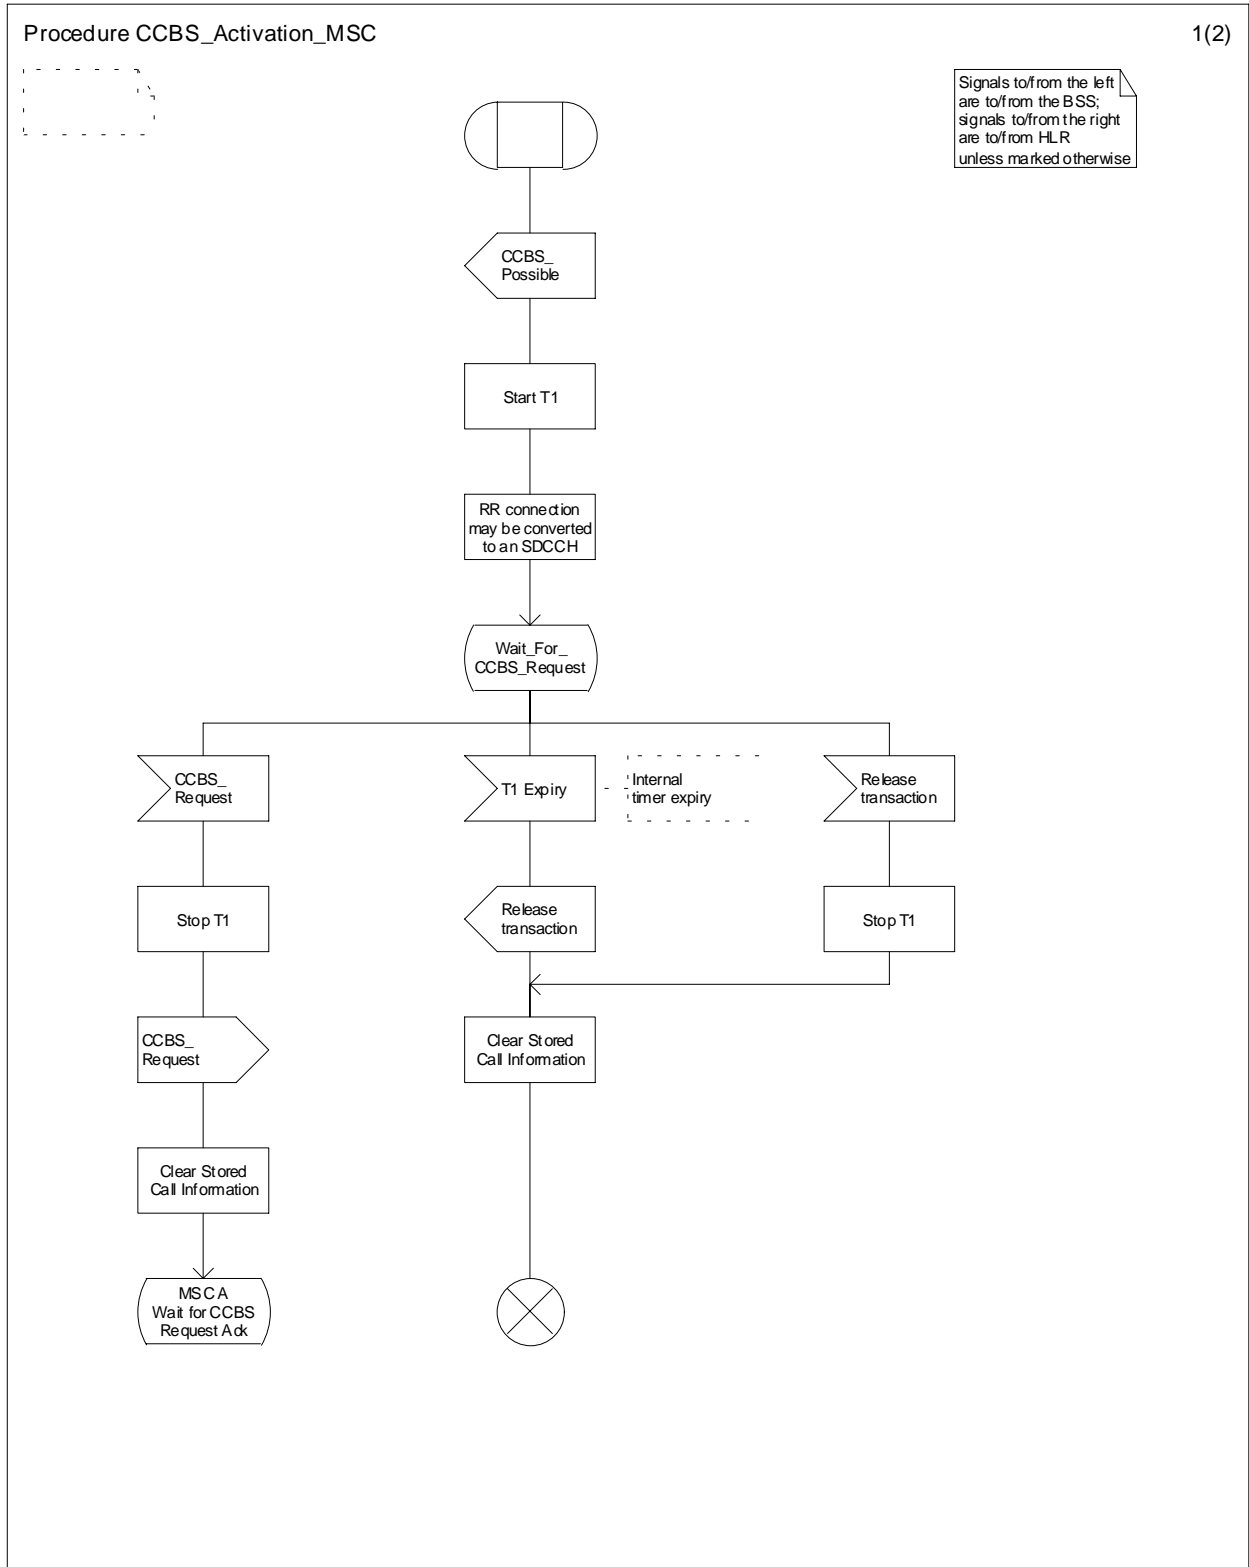 Procedure CCBS_Activation_MSC
1(2)
Signals to/from the left
are to/from the BSS;
signals to/from the right
are to/from HLR
unless marked otherwise
CCBS_
Possible
Start T1
RR connection
may be converted
to an SDCCH
Wait_For_
CCBS_Request
CCBS_
Request
T1 Expiry
Internal
timer expiry
Release
transaction
Stop T1
Release
transaction
Stop T1
CCBS_
Request
Clear Stored
Call Information
Clear Stored
Call Information
MSCA
Wait for CCBS
Request Ack